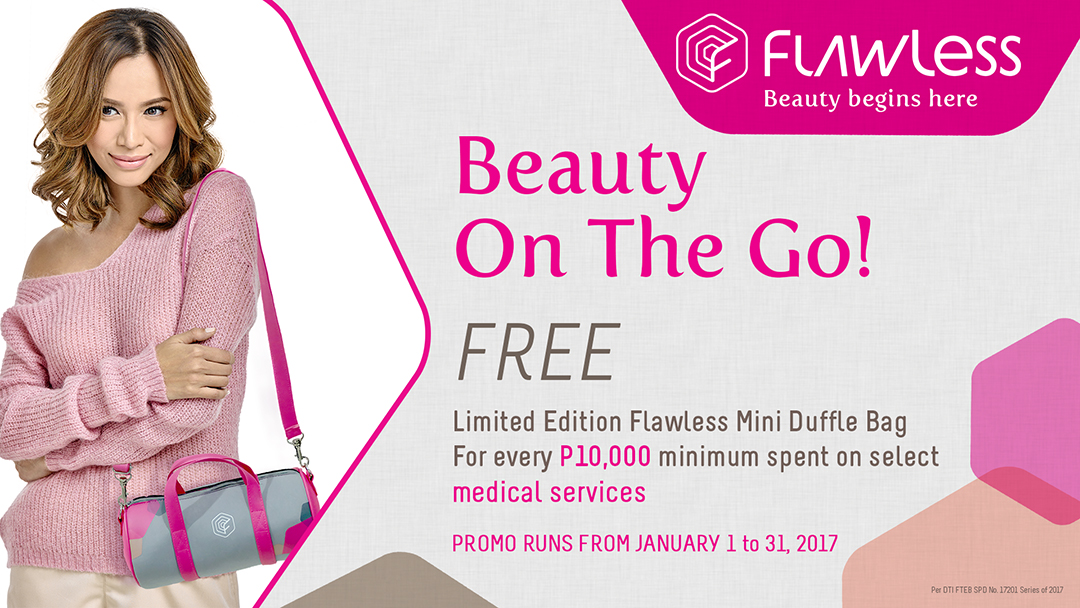 FLAWLESS
Beauty begins here
Beauty
On The Go!
FREE
Limited Edition Flawless Mini Duffle Bag
For every P10,000 minimum spent on select
medical services
PROMO RUNS FROM JANUARY 1 to 31, 2017
Per DTI FTEB SPD No. 17201 Series of 2017